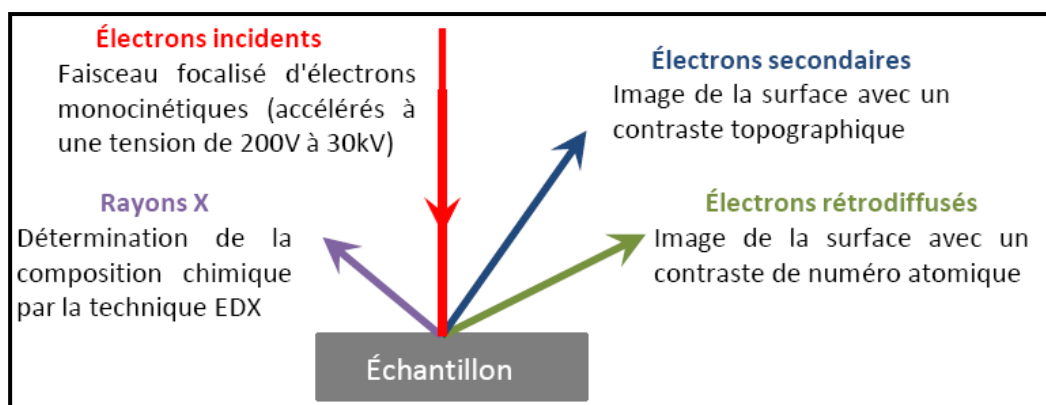 Électrons incidents
Faisceau focalisé d'électrons
monocinétiques (accélérés à
une tension de 200V à 30kV)
Électrons secondaires
Image de la surface avec un
contraste topographique
Rayons X
Détermination de la
composition chimique
par la technique EDX
Électrons rétrodiffusés
Image de la surface avec un
contraste de numéro atomique
Échantillon